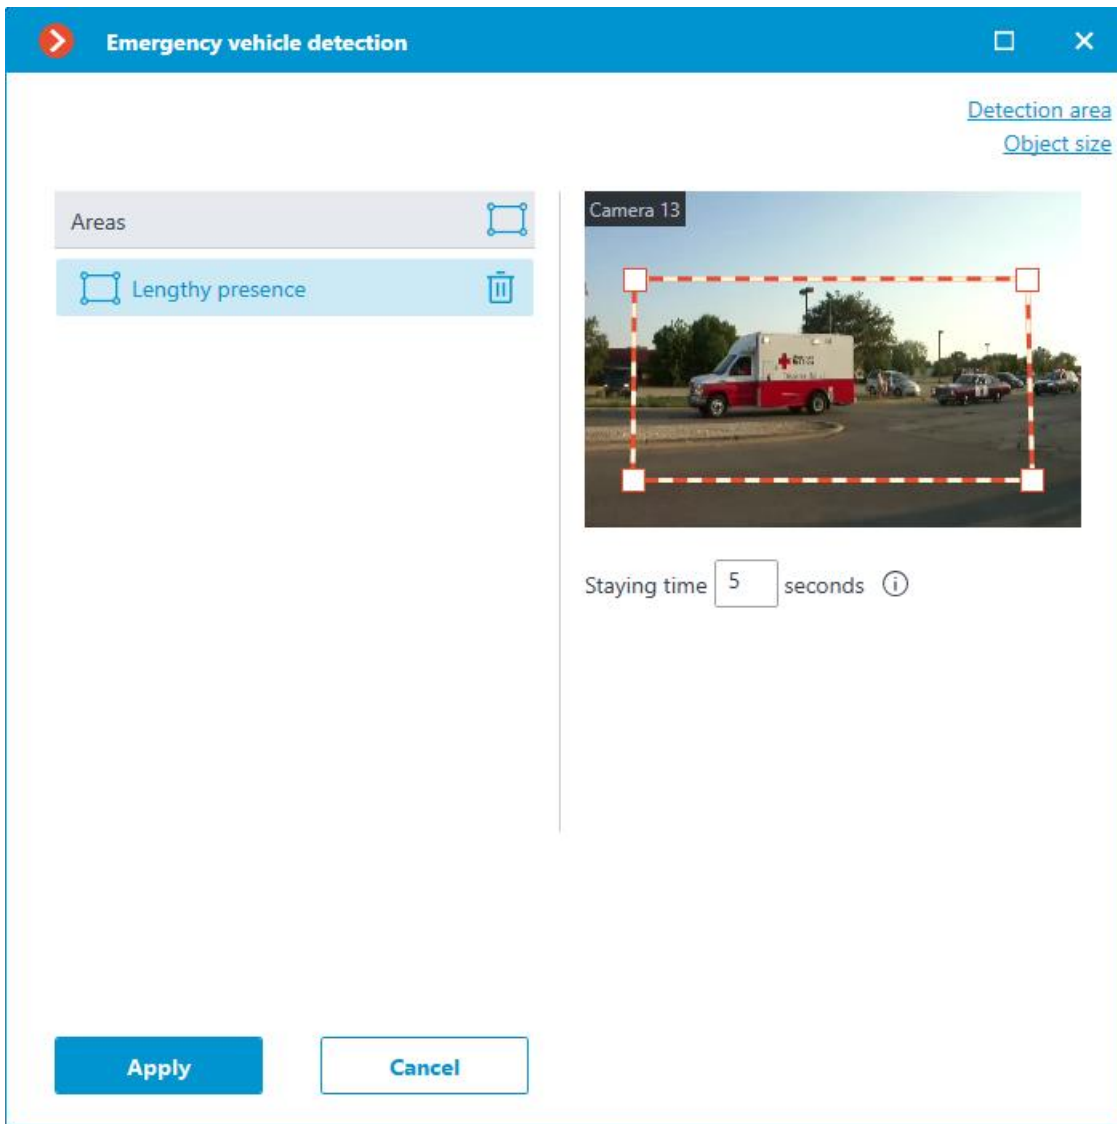 Emergency vehicle detection
Detection area
Object size
Areas
Lengthy presence
Camera 13
Staying time 5 seconds
Apply
Cancel